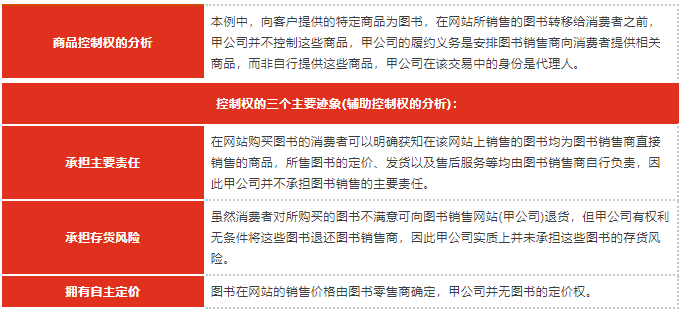 商品控制权的分析
本例中，向客户提供的特定商品为图书，在网站所销售的图书转移给消费者之前，
甲公司并不控制这些商品，甲公司的履约义务是安排图书销售商向消费者提供相关
商品，而非自行提供这些商品，甲公司在该交易中的身份是代理人。
控制权的三个主要迹象(辅助控制权的分析)：
承担主要责任
在网站购买图书的消费者可以明确获知在该网站上销售的图书均为图书销售商直接
销售的商品，所售图书的定价、发货以及售后服务等均由图书销售商自行负责，因
此甲公司并不承担图书销售的主要责任。
承担存货风险
虽然消费者对所购买的图书不满意可向图书销售网站(甲公司)退货，但甲公司有权利
无条件将这些图书退还图书销售商，因此甲公司实质上并未承担这些图书的存货风
险。
拥有自主定价
图书在网站的销售价格由图书零售商确定，甲公司并无图书的定价权。